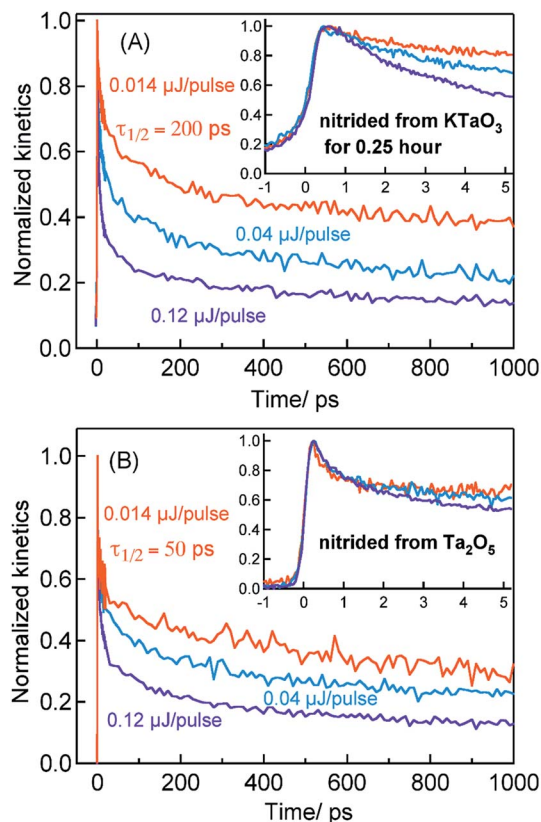 (A)
1.0
0.8
0.6
0.4
0.2
0.0
Normalized kinetics
0.014 μJ/pulse
τ1/2 = 200 ps
0.04 μJ/pulse
0.12 μJ/pulse
1.0
0.8
0.6
0.4
0.2
0.0
nitrided from KTaO3
for 0.25 hour
-1 0 1 2 3 4 5
0 200 400 600 800 1000
Time/ ps
(B)
1.0
0.8
0.6
0.4
0.2
0.0
Normalized kinetics
0.014 μJ/pulse
τ1/2 = 50 ps
0.04 μJ/pulse
0.12 μJ/pulse
1.0
0.8
0.6
0.4
0.2
0.0
nitrided from Ta2O5
-1 0 1 2 3 4 5
0 200 400 600 800 1000
Time/ ps